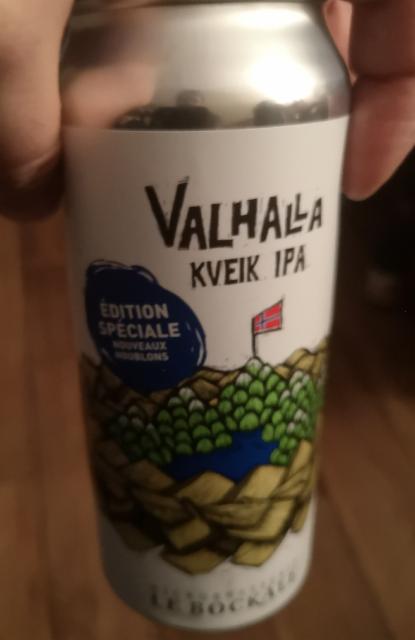 VALHALLA
KVEIK IPA
ÉDITION
SPÉCIALE
NOUVEAUX
HOUBLONS
LE BOCKALE